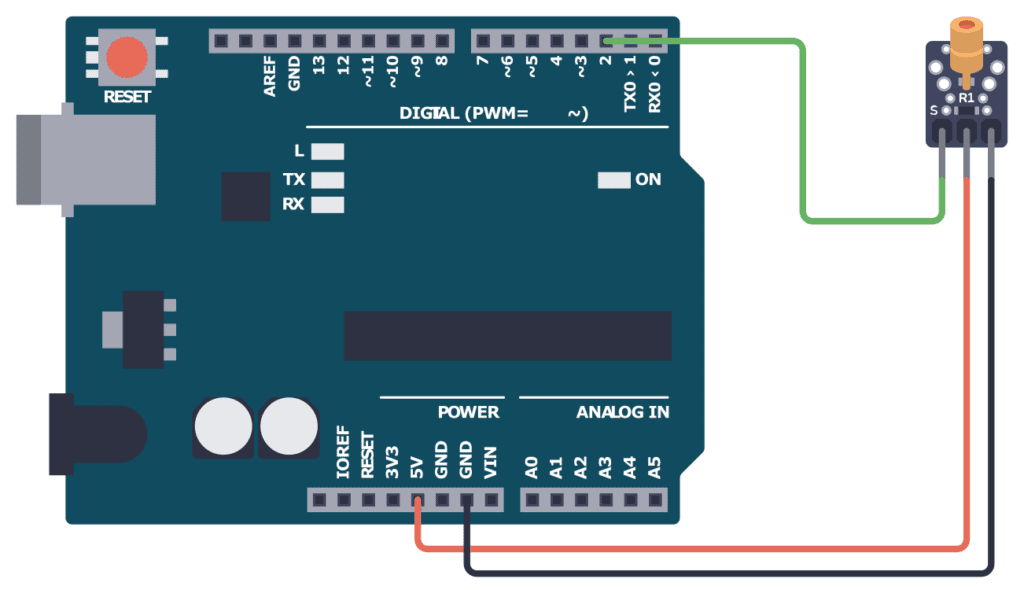 RESET
AREF
GND
13
12
~11
~10
~9
8
7
~6
~5
4
~3
2
TX0 › 1
RX0 ‹ 0
DIGITAL (PWM= ~)
L
TX
RX
ON
R1
S
POWER
ANALOG IN
IOREF
RESET
3V3
5V
GND
GND
VIN
A0
A1
A2
A3
A4
A5